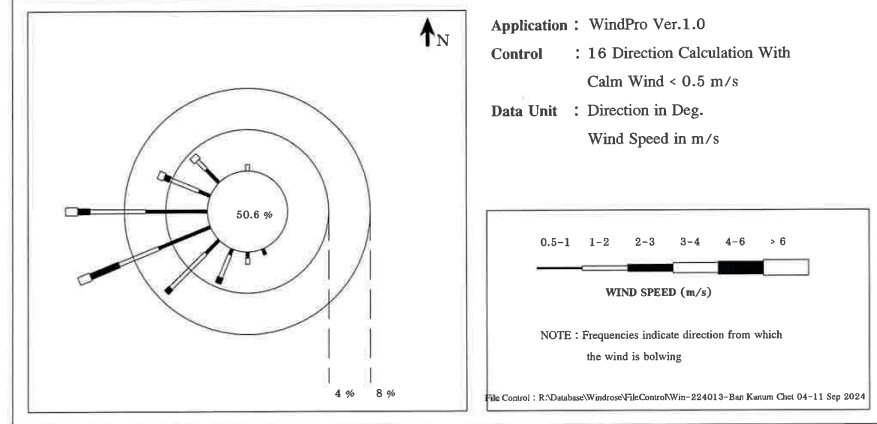 N
Application : WindPro Ver.1.0
Control : 16 Direction Calculation With
Calm Wind < 0.5 m/s
Data Unit : Direction in Deg.
Wind Speed in m/s
50.6 %
4 % 8 %
0.5-1 1-2 2-3 3-4 4-6 > 6
WIND SPEED (m/s)
NOTE : Frequencies indicate direction from which
the wind is bolwing
File Control : R:\Database\Windrose\FileControl\Win-224013-Ban Kanum Chet 04-11 Sep 2024